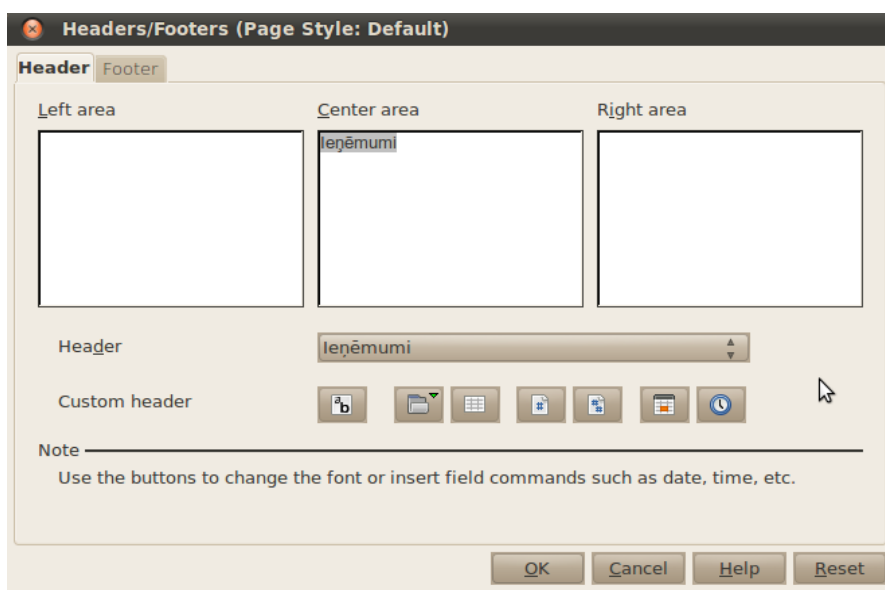 Headers/Footers (Page Style: Default)
Header Footer
Left area Center area Right area
Ieņēmumi
Header Ieņēmumi
Custom header
Note
Use the buttons to change the font or insert field commands such as date, time, etc.
OK Cancel Help Reset